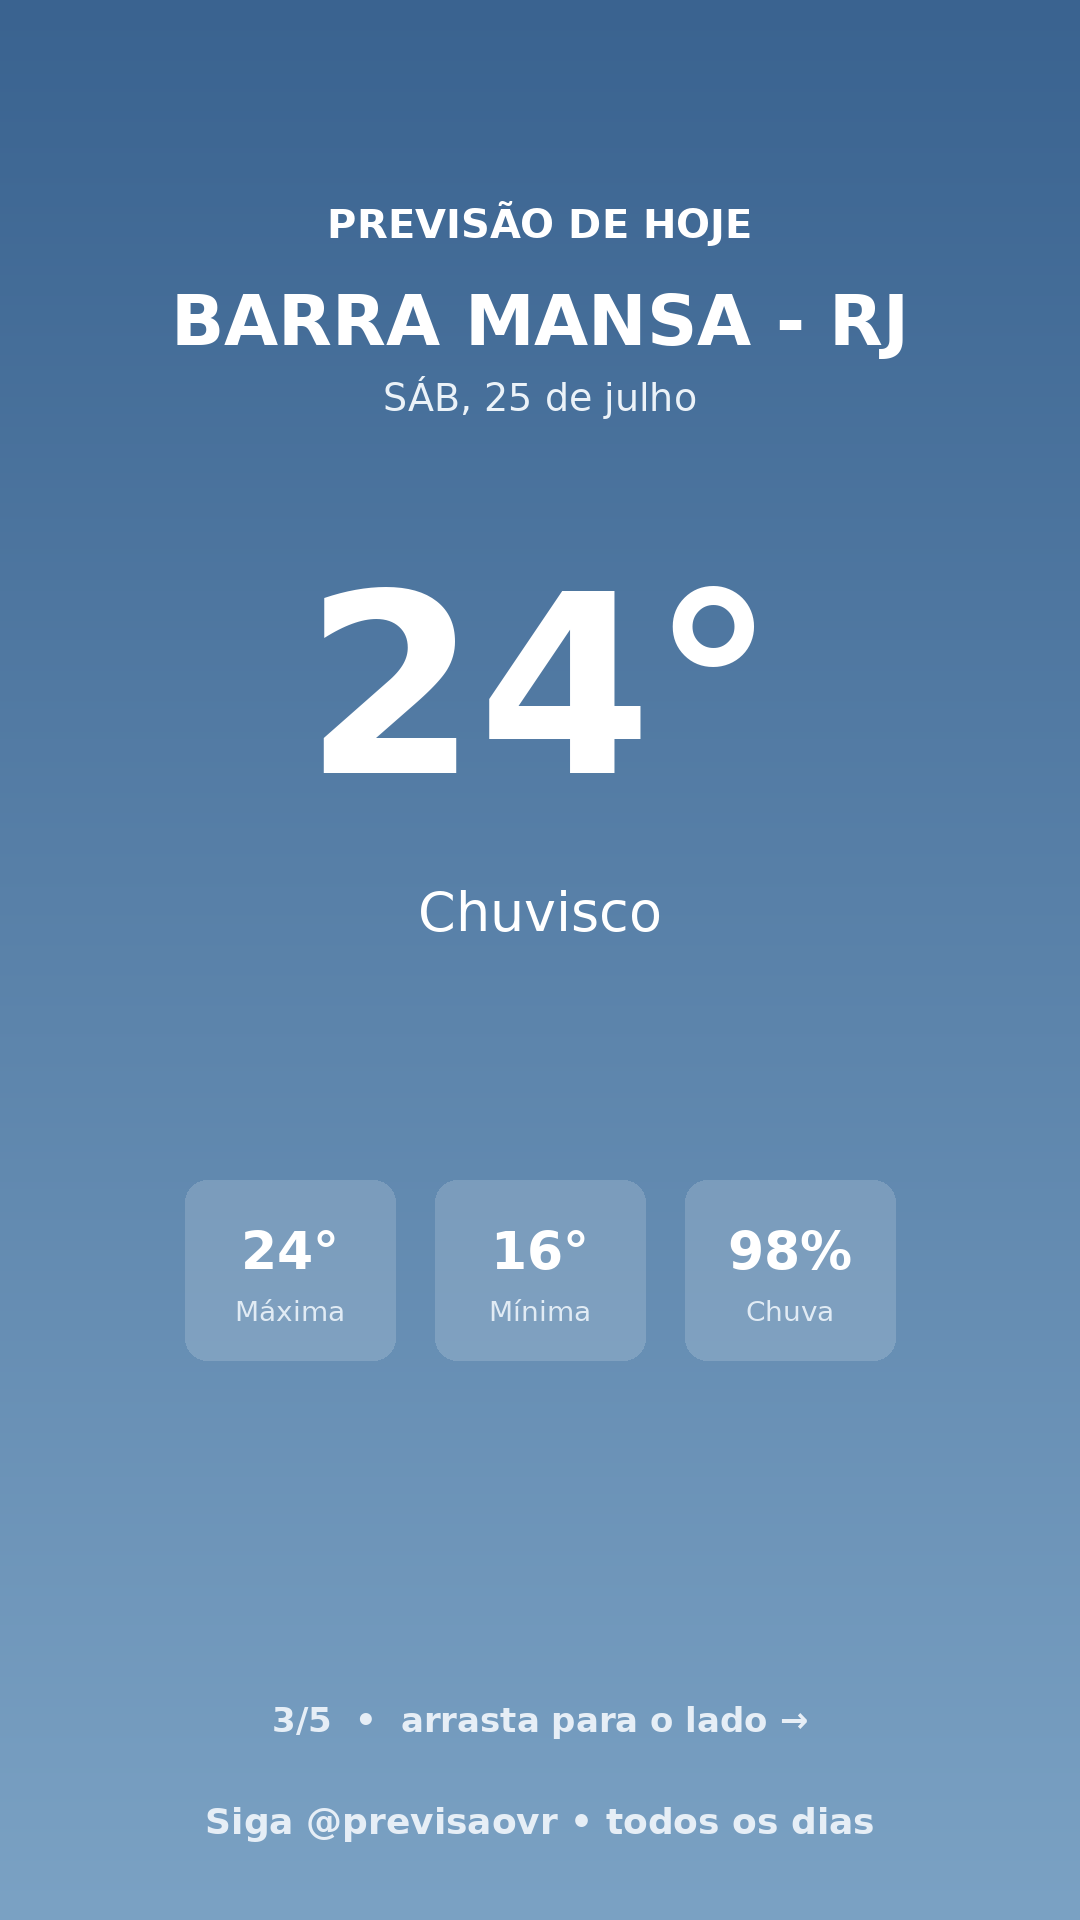 PREVISÃO DE HOJE
BARRA MANSA - RJ
SÁB, 25 de julho
24°
Chuvisco
24° 16° 98%
Máxima Mínima Chuva
3/5 • arrasta para o lado →
Siga @previsaovr • todos os dias